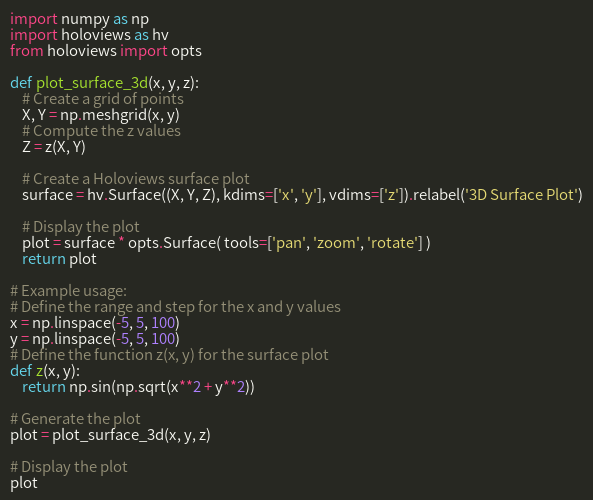 import numpy as np
import holoviews as hv
from holoviews import opts

def plot_surface_3d(x, y, z):
    # Create a grid of points
    X, Y = np.meshgrid(x, y)
    # Compute the z values
    Z = z(X, Y)

    # Create a Holoviews surface plot
    surface = hv.Surface((X, Y, Z), kdims=['x', 'y'], vdims=['z']).relabel('3D Surface Plot')

    # Display the plot
    plot = surface * opts.Surface( tools=['pan', 'zoom', 'rotate'] )
    return plot

# Example usage:
# Define the range and step for the x and y values
x = np.linspace(-5, 5, 100)
y = np.linspace(-5, 5, 100)
# Define the function z(x, y) for the surface plot
def z(x, y):
    return np.sin(np.sqrt(x**2 + y**2))

# Generate the plot
plot = plot_surface_3d(x, y, z)

# Display the plot
plot